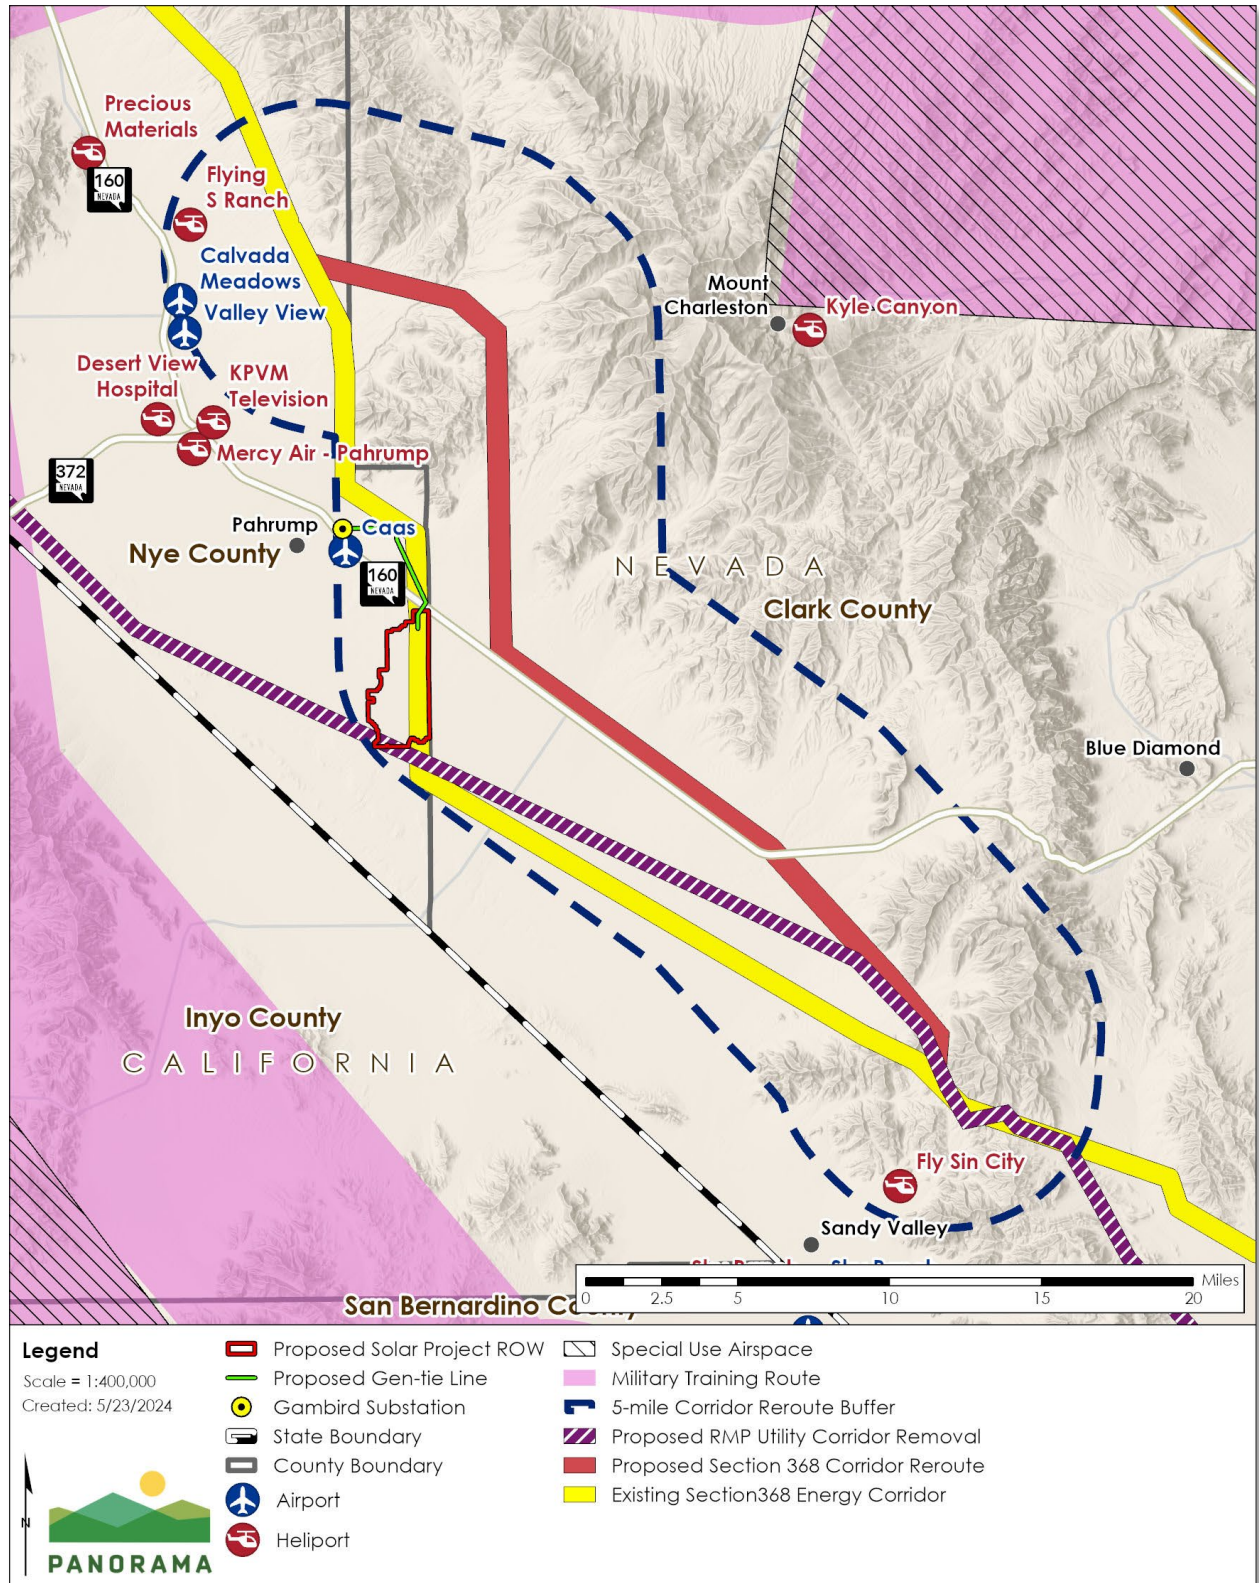 Precious
Materials
160
NEVADA
Flying
S Ranch
Calvada
Meadows
Valley View
Mount
Charleston
Kyle Canyon
Desert View
Hospital
KPVM
Television
Mercy Air - Pahrump
372
NEVADA
Pahrump
Caas
Nye County
160
NEVADA
NEVADA
Clark County
Blue Diamond
Inyo County
CALIFORNIA
Fly Sin City
Sandy Valley
San Bernardino County
Miles
0 2.5 5 10 15 20
Legend
Scale = 1:400,000
Created: 5/23/2024
N
PANORAMA
Proposed Solar Project ROW
Proposed Gen-tie Line
Gambird Substation
State Boundary
County Boundary
Airport
Heliport
Special Use Airspace
Military Training Route
5-mile Corridor Reroute Buffer
Proposed RMP Utility Corridor Removal
Proposed Section 368 Corridor Reroute
Existing Section368 Energy Corridor